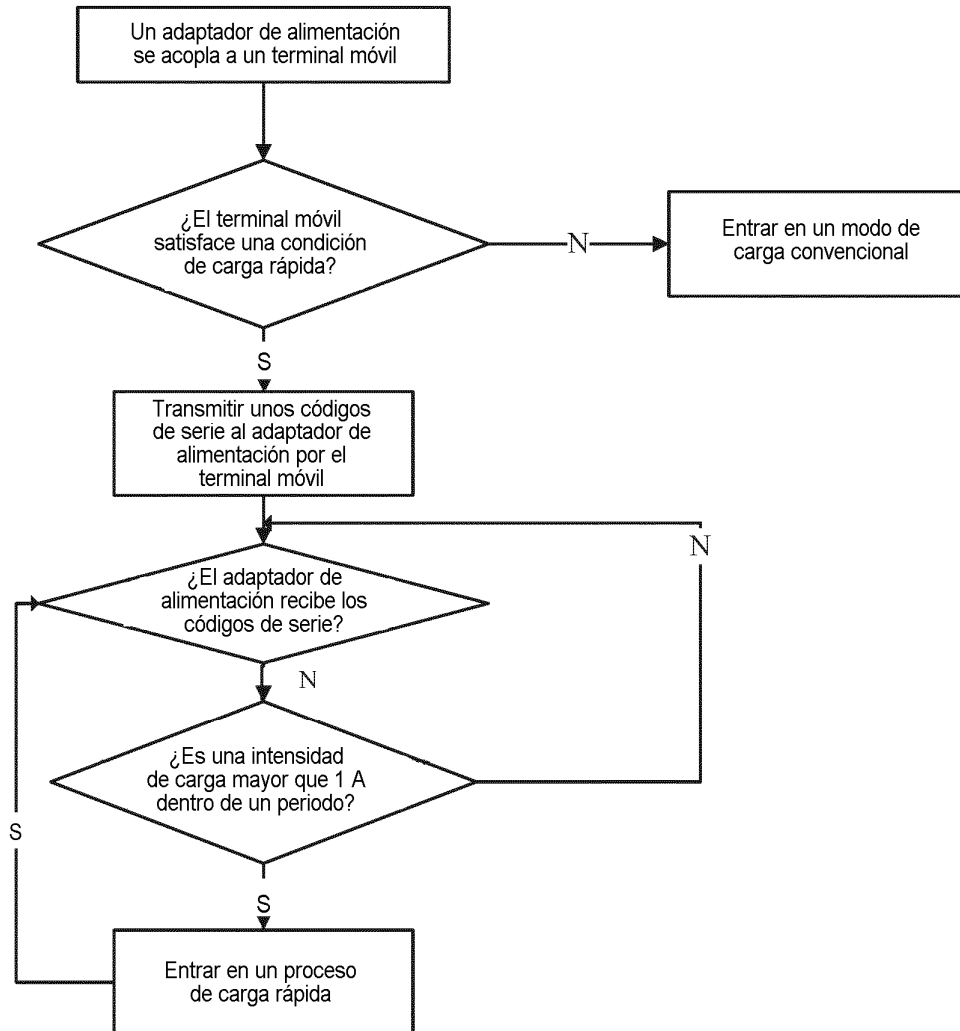 Un adaptador de alimentación
se acopla a un terminal móvil
¿El terminal móvil
satisface una condición
de carga rápida?
N
Entrar en un modo de
carga convencional
S
Transmitir unos códigos
de serie al adaptador de
alimentación por el
terminal móvil
N
¿El adaptador de
alimentación recibe los
códigos de serie?
N
¿Es una intensidad
de carga mayor que 1 A
dentro de un periodo?
S
S
Entrar en un proceso
de carga rápida